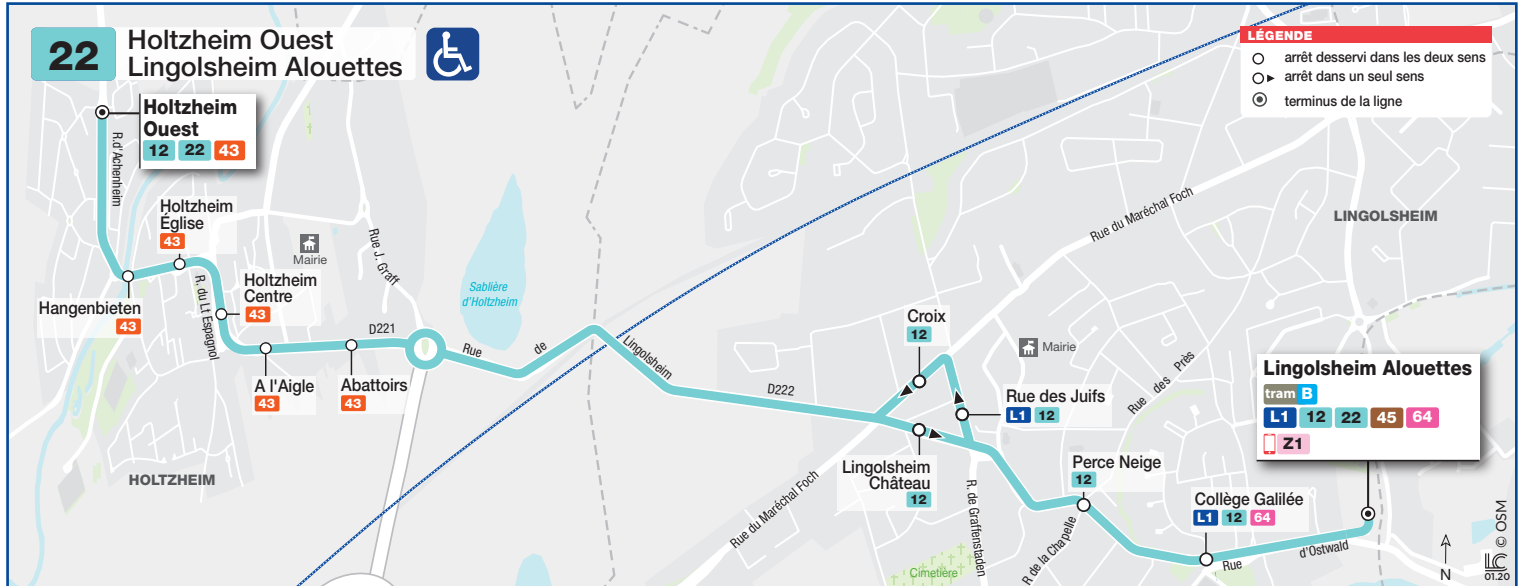 22
Holtzheim Ouest
Lingolsheim Alouettes
LÉGENDE
arrêt desservi dans les deux sens
arrêt dans un seul sens
terminus de la ligne
Holtzheim
Ouest
12 22 43
R.d'Achenheim
Holtzheim
Église
43
Mairie
Rue J. Graff
Hangenbieten
43
R. du Lt Espagnol
Holtzheim
Centre
43
Sablière
d'Holtzheim
D221
A l'Aigle
43
Abattoirs
43
Rue de Lingolsheim
HOLTZHEIM
D222
Rue du Maréchal Foch
LINGOLSHEIM
Croix
12
Mairie
Rue des Juifs
L1 12
Rue des Près
Lingolsheim
Château
12
Rue du Maréchal Foch
R. de Graffenstaden
Cimetière
R de la Chapelle
Perce Neige
12
Collège Galilée
L1 12 64
Lingolsheim Alouettes
tram B
L1 12 22 45 64
Z1
Rue d'Ostwald
N
LC
01.20
© OSM